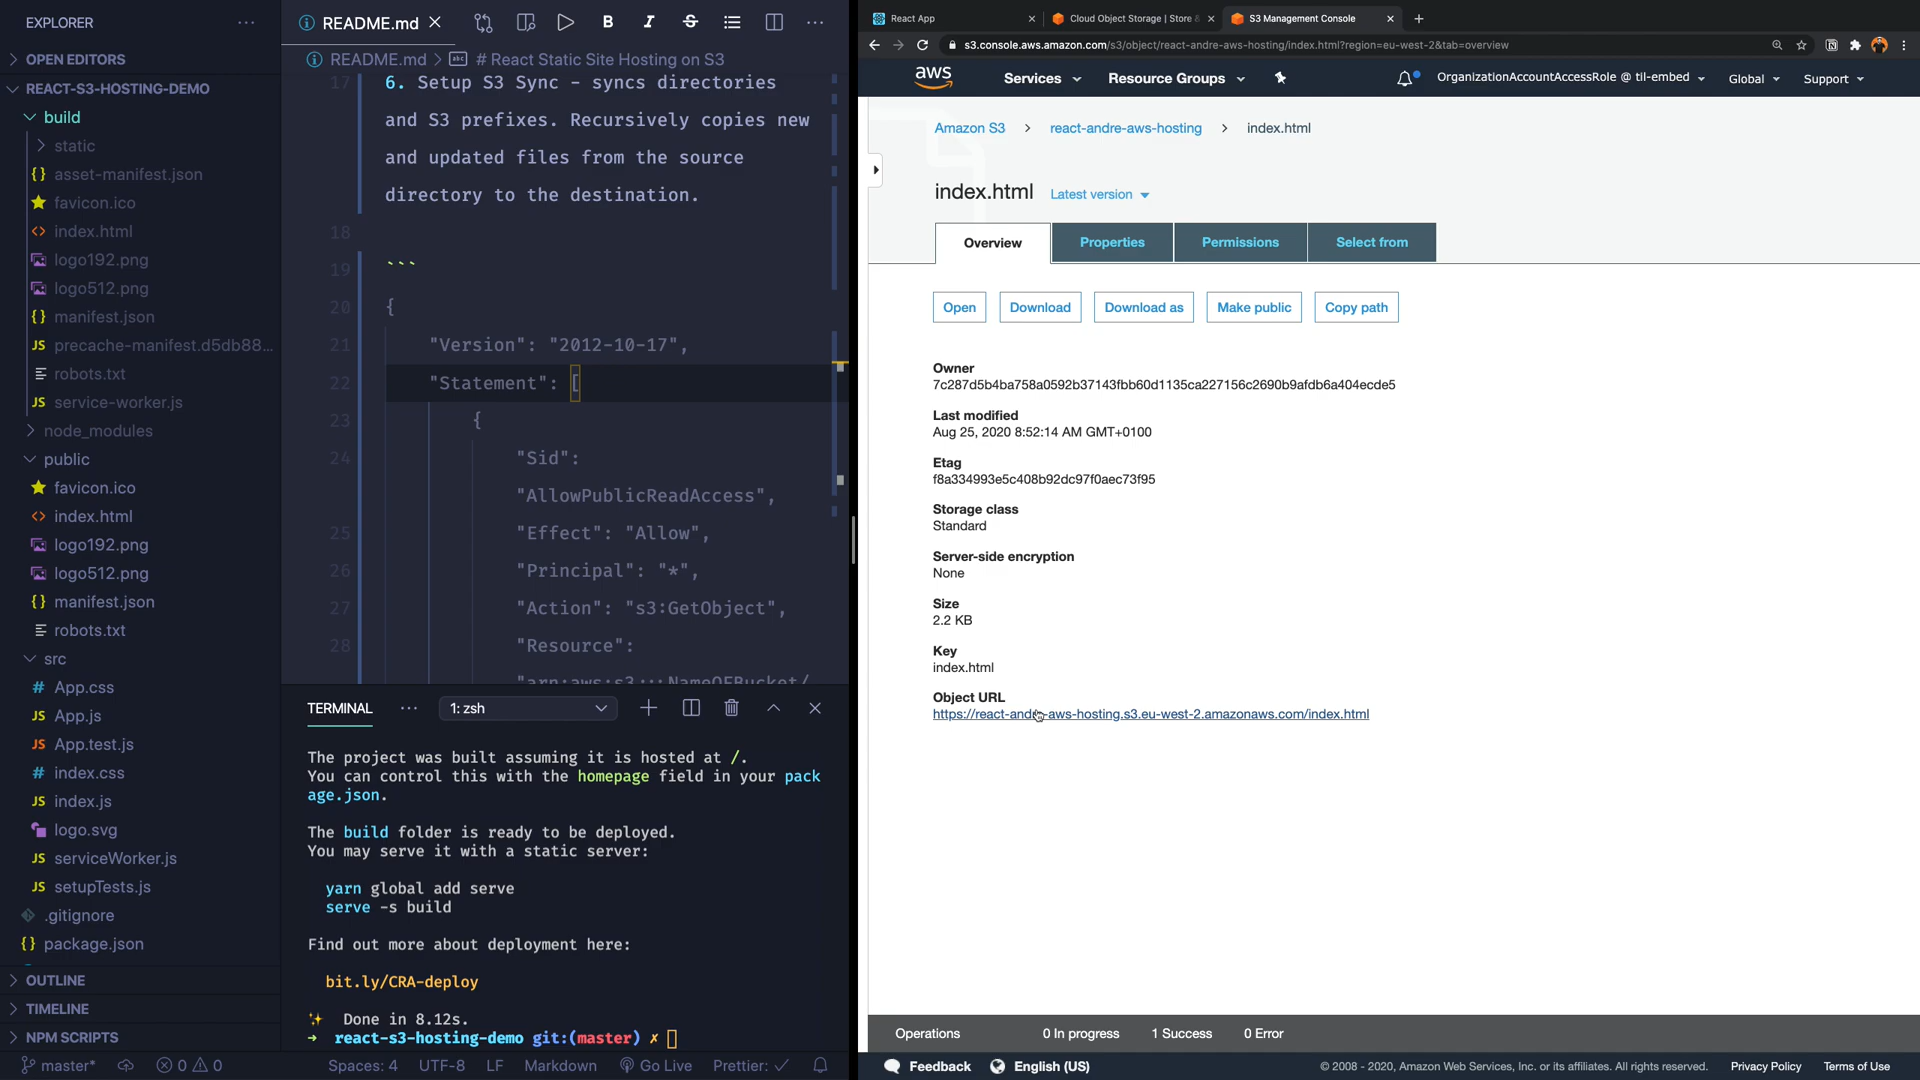 EXPLORER
OPEN EDITORS
REACT-S3-HOSTING-DEMO
build
static
asset-manifest.json
favicon.ico
index.html
logo192.png
logo512.png
manifest.json
precache-manifest.d5db88...
robots.txt
service-worker.js
node_modules
public
favicon.ico
index.html
logo192.png
logo512.png
manifest.json
robots.txt
src
App.css
App.js
App.test.js
index.css
index.js
logo.svg
serviceWorker.js
setupTests.js
.gitignore
package.json
OUTLINE
TIMELINE
NPM SCRIPTS
README.md
README.md > # React Static Site Hosting on S3
17 6. Setup S3 Sync - syncs directories
and S3 prefixes. Recursively copies new
and updated files from the source
directory to the destination.
18
19 ```
20 {
21 "Version": "2012-10-17",
22 "Statement": [
23 {
24 "Sid":
"AllowPublicReadAccess",
25 "Effect": "Allow",
26 "Principal": "*",
27 "Action": "s3:GetObject",
28 "Resource":
"arn:aws:s3:::NameOFBucket/
TERMINAL
1: zsh
The project was built assuming it is hosted at /.
You can control this with the homepage field in your pack
age.json.
The build folder is ready to be deployed.
You may serve it with a static server:
yarn global add serve
serve -s build
Find out more about deployment here:
bit.ly/CRA-deploy
✨ Done in 8.12s.
→ react-s3-hosting-demo git:(master) ✗
master* 0 0 Spaces: 4 UTF-8 LF Markdown Go Live Prettier: ✓
React App
Cloud Object Storage | Store &
S3 Management Console
s3.console.aws.amazon.com/s3/object/react-andre-aws-hosting/index.html?region=eu-west-2&tab=overview
aws Services Resource Groups OrganizationAccountAccessRole @ til-embed Global Support
Amazon S3 > react-andre-aws-hosting > index.html
index.html Latest version
Overview Properties Permissions Select from
Open Download Download as Make public Copy path
Owner
7c287d5b4ba758a0592b37143fbb60d1135ca227156c2690b9afdb6a404ecde5
Last modified
Aug 25, 2020 8:52:14 AM GMT+0100
Etag
f8a334993e5c408b92dc97f0aec73f95
Storage class
Standard
Server-side encryption
None
Size
2.2 KB
Key
index.html
Object URL
https://react-andre-aws-hosting.s3.eu-west-2.amazonaws.com/index.html
Operations 0 In progress 1 Success 0 Error
Feedback English (US) © 2008 - 2020, Amazon Web Services, Inc. or its affiliates. All rights reserved. Privacy Policy Terms of Use